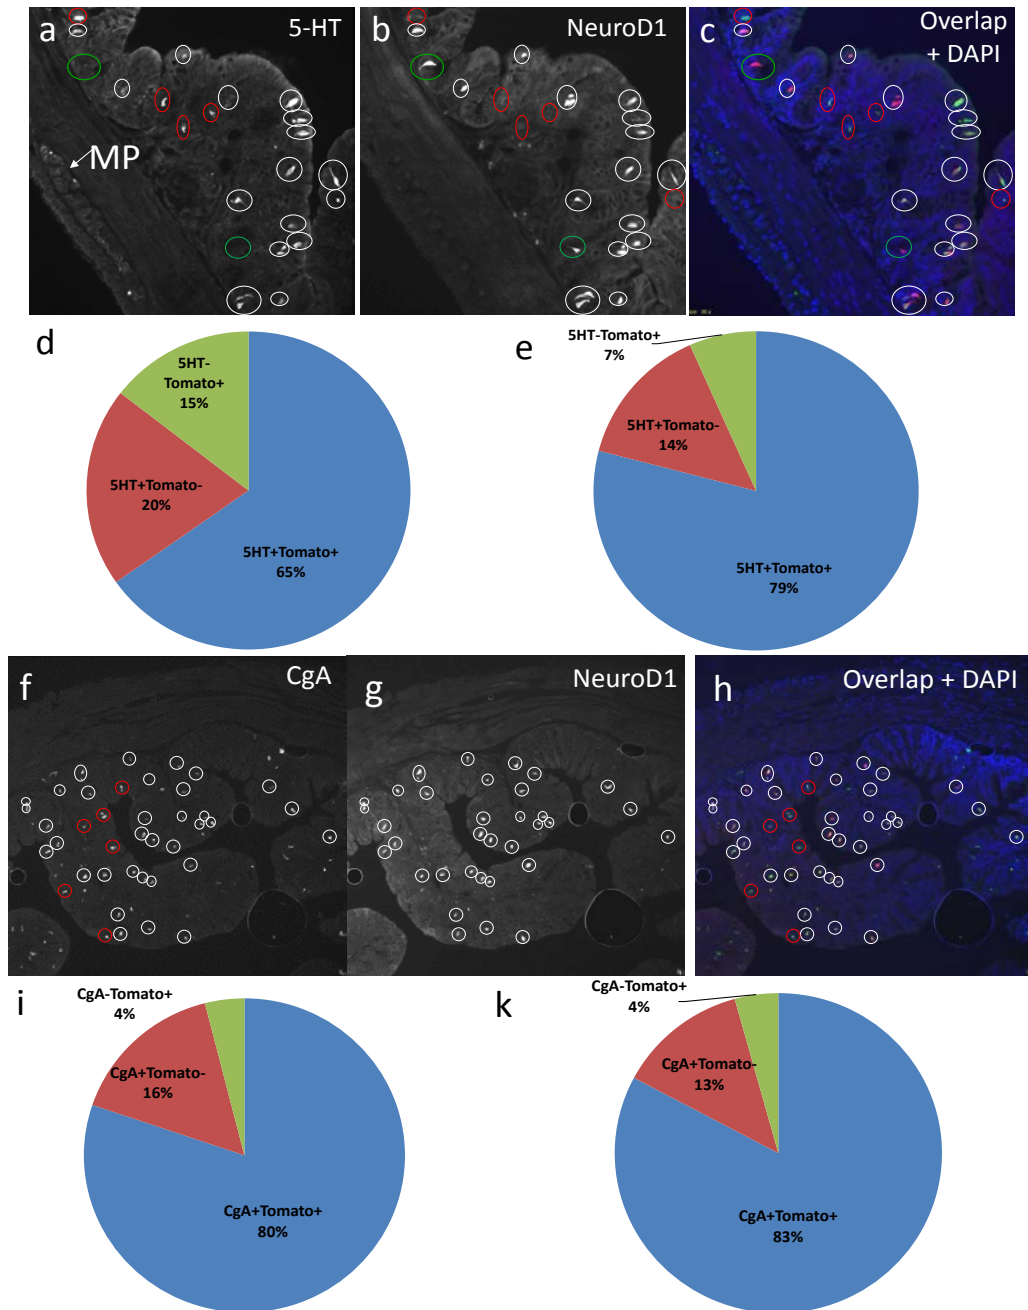 a
5-HT
b
NeuroD1
c
Overlap
+ DAPI
MP
d
5HT-
Tomato+
15%
5HT+Tomato-
20%
5HT+Tomato+
65%
e
5HT-Tomato+
7%
5HT+Tomato-
14%
5HT+Tomato+
79%
f
CgA
g
NeuroD1
h
Overlap + DAPI
i
CgA-Tomato+
4%
CgA+Tomato-
16%
CgA+Tomato+
80%
k
CgA-Tomato+
4%
CgA+Tomato-
13%
CgA+Tomato+
83%